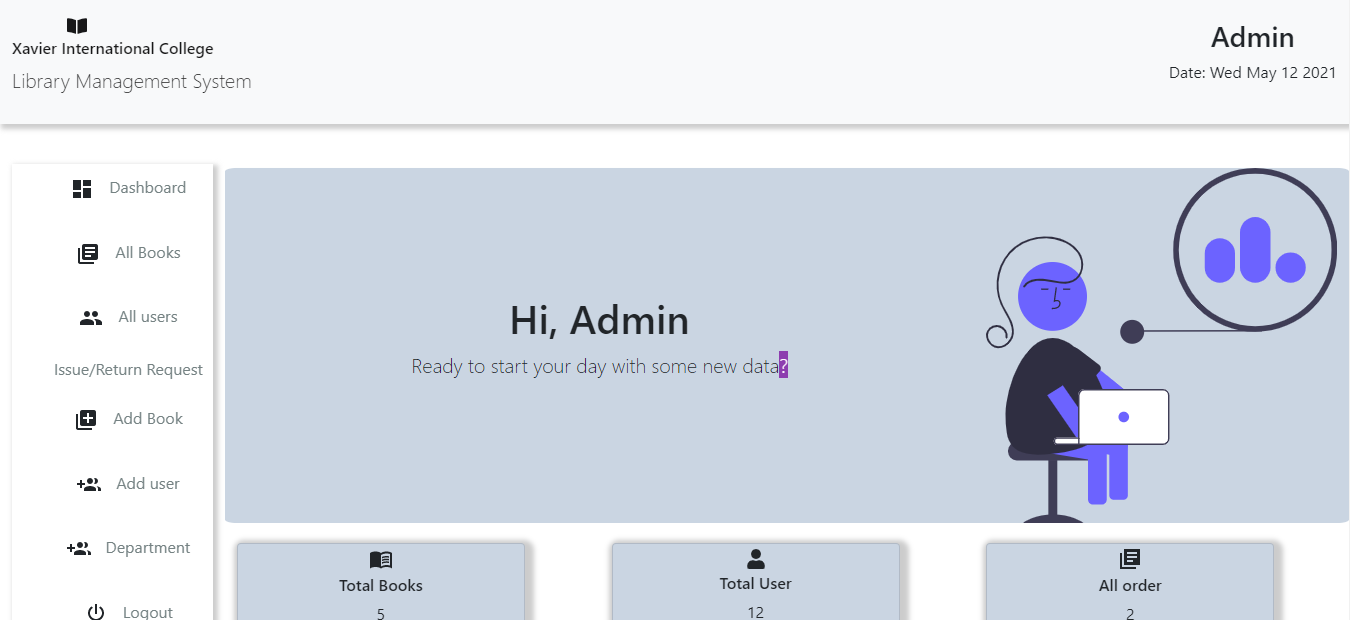 Xavier International College
Library Management System
Admin
Date: Wed May 12 2021
Dashboard
All Books
All users
Issue/Return Request
Add Book
Add user
Department
Logout
Hi, Admin
Ready to start your day with some new data?
Total Books
5
Total User
12
All order
2